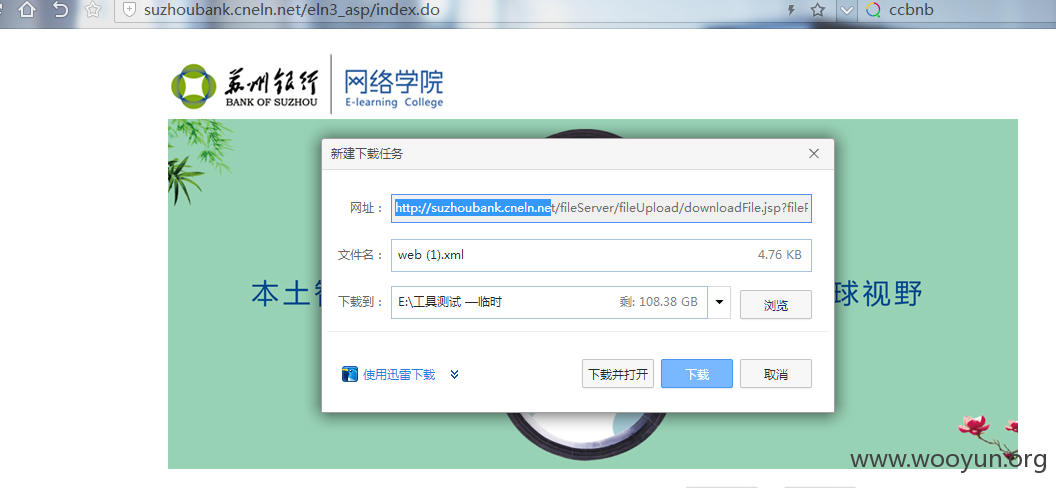 suzhoubank.cneln.net/eln3_asp/index.do
ccbnb
苏州银行
BANK OF SUZHOU
网络学院
E-learning College
新建下载任务
网址： http://suzhoubank.cneln.net/fileServer/fileUpload/downloadFile.jsp?fileP
文件名： web (1).xml 4.76 KB
本土 球视野
下载到： E:\工具测试 —临时 剩: 108.38 GB 浏览
使用迅雷下载 下载并打开 下载 取消
www.wooyun.org